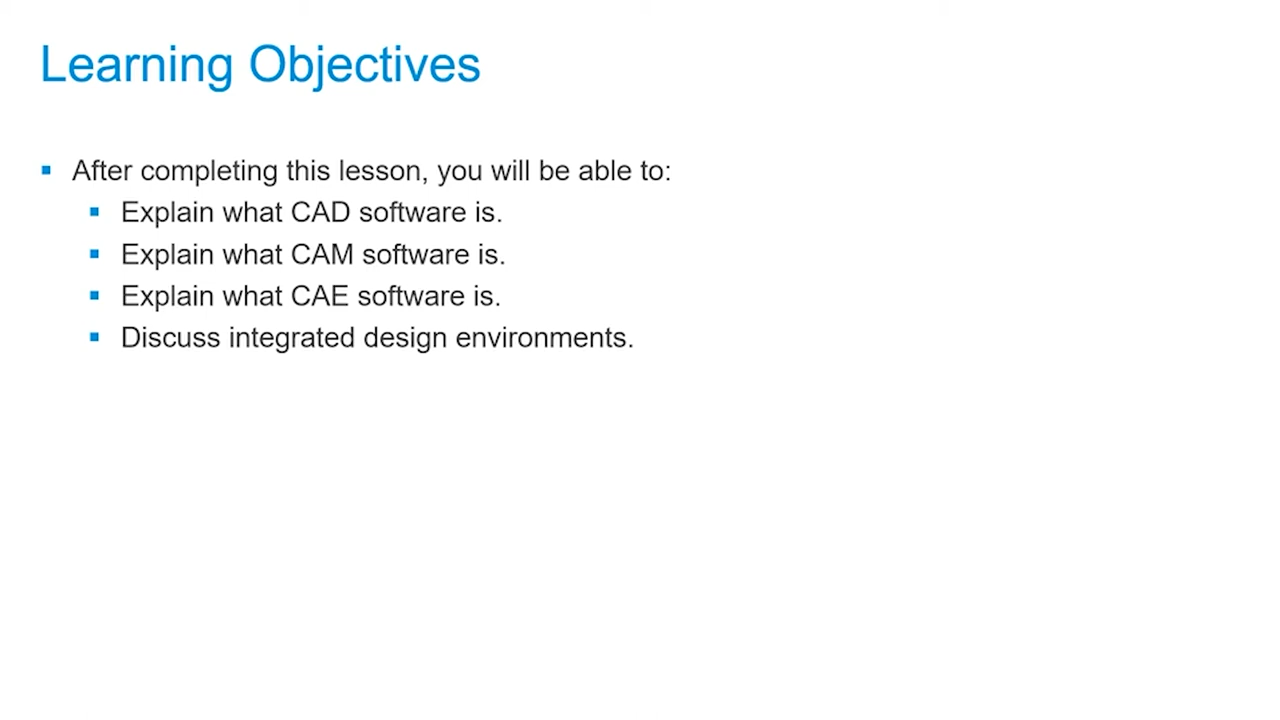 Learning Objectives
After completing this lesson, you will be able to:
Explain what CAD software is.
Explain what CAM software is.
Explain what CAE software is.
Discuss integrated design environments.